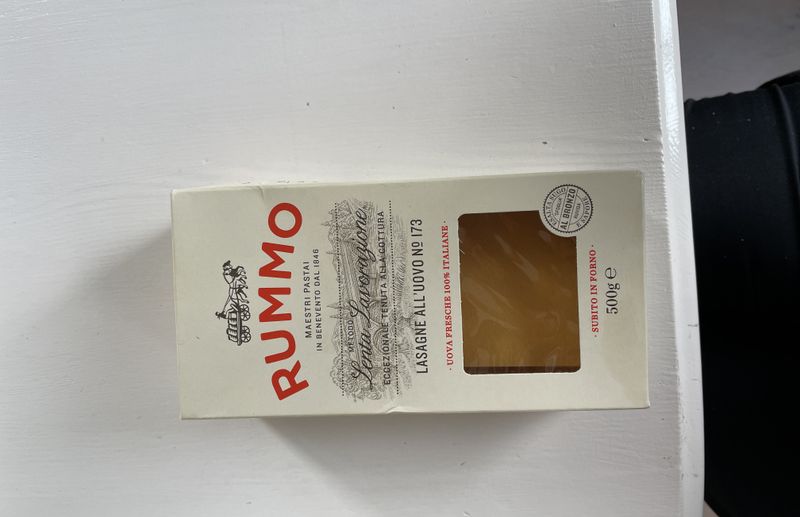 RUMMO
MAESTRI PASTAI
IN BENEVENTO DAL 1846
METODO
Lenta Lavorazione
ECCEZIONALE TENUTA ALLA COTTURA
LASAGNE ALL'UOVO Nº 173
· UOVA FRESCHE 100% ITALIANE ·
AL BRONZO
· SUBITO IN FORNO ·
500g ℮